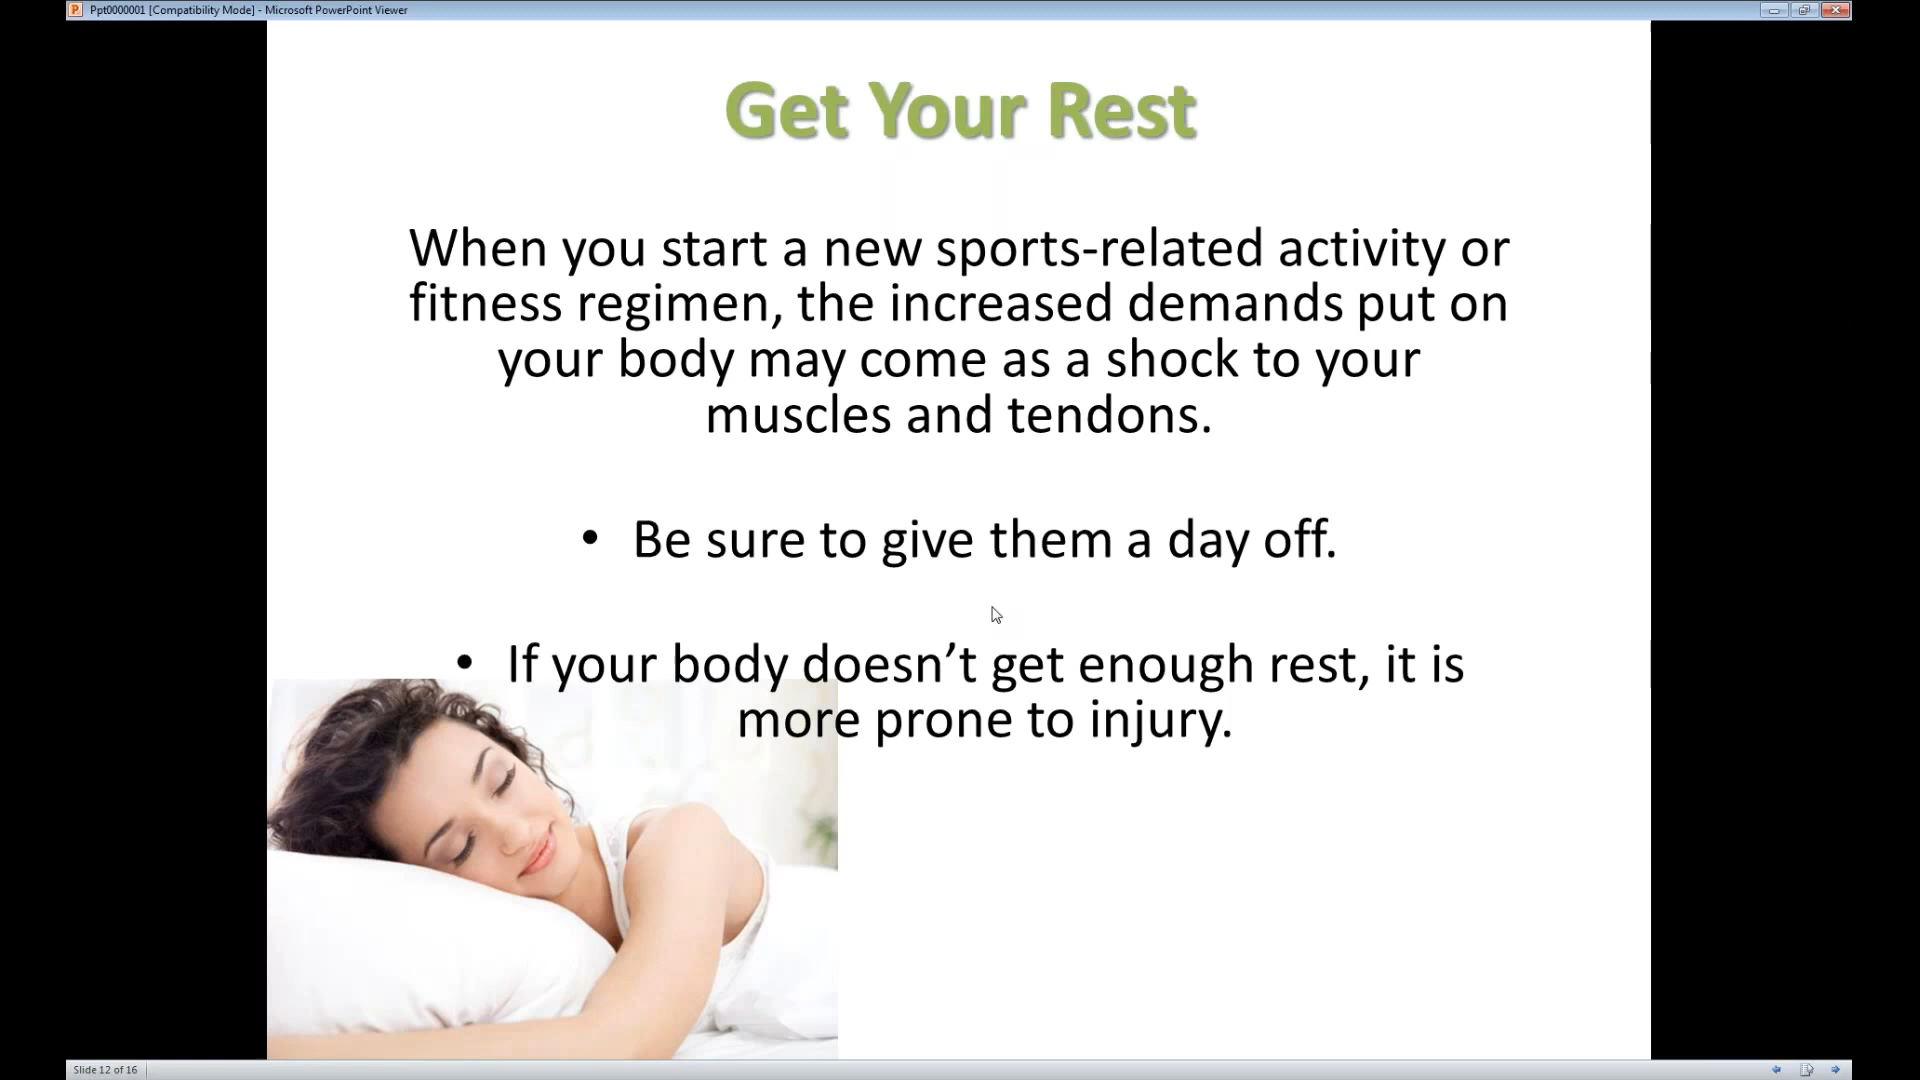 Ppt0000001 [Compatibility Mode] - Microsoft PowerPoint Viewer
Get Your Rest
When you start a new sports-related activity or
fitness regimen, the increased demands put on
your body may come as a shock to your
muscles and tendons.
• Be sure to give them a day off.
• If your body doesn’t get enough rest, it is
more prone to injury.
Slide 12 of 16